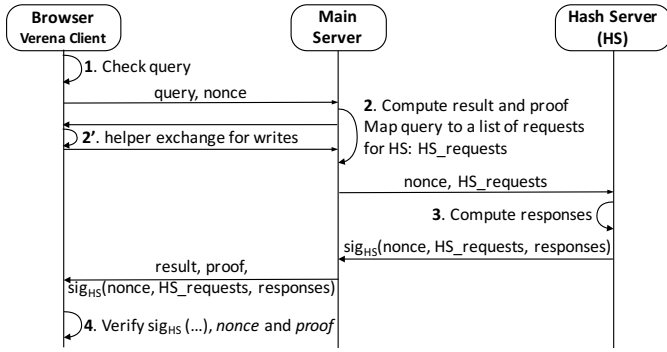 Browser
Verena Client
Main
Server
Hash Server
(HS)
1. Check query
query, nonce
2. Compute result and proof
Map query to a list of requests
for HS: HS_requests
2'. helper exchange for writes
nonce, HS_requests
3. Compute responses
sigHS(nonce, HS_requests, responses)
result, proof,
sigHS(nonce, HS_requests, responses)
4. Verify sigHS (...), nonce and proof